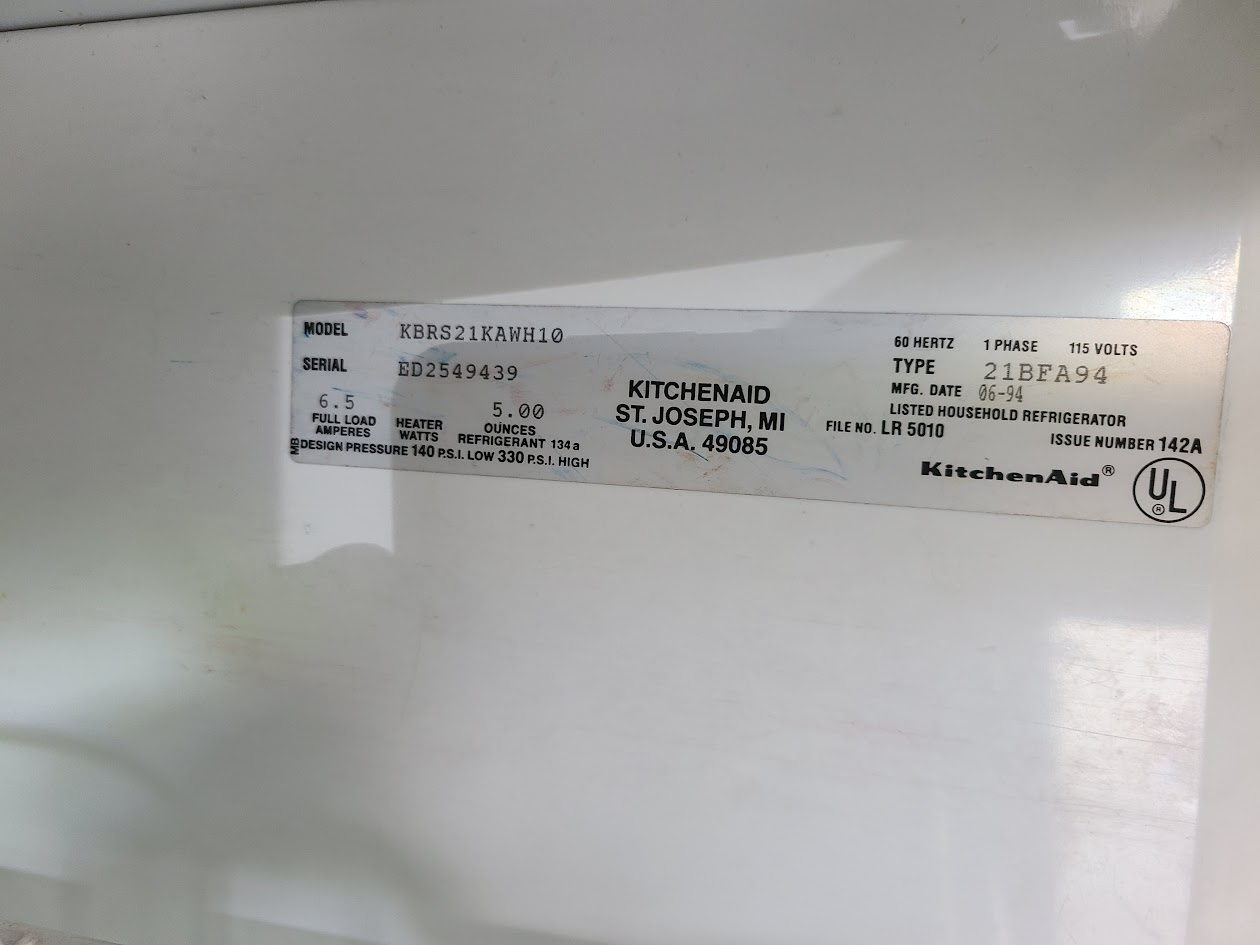 MODEL KBRS21KAWH10
SERIAL ED2549439
6.5
FULL LOAD
AMPERES
HEATER
WATTS
5.00
OUNCES
REFRIGERANT 134a
DESIGN PRESSURE 140 P.S.I. LOW 330 P.S.I. HIGH
KITCHENAID
ST. JOSEPH, MI
U.S.A. 49085
60 HERTZ 1 PHASE 115 VOLTS
TYPE 21BFA94
MFG. DATE 06-94
LISTED HOUSEHOLD REFRIGERATOR
FILE NO. LR 5010
ISSUE NUMBER 142A
KitchenAid®
UL®